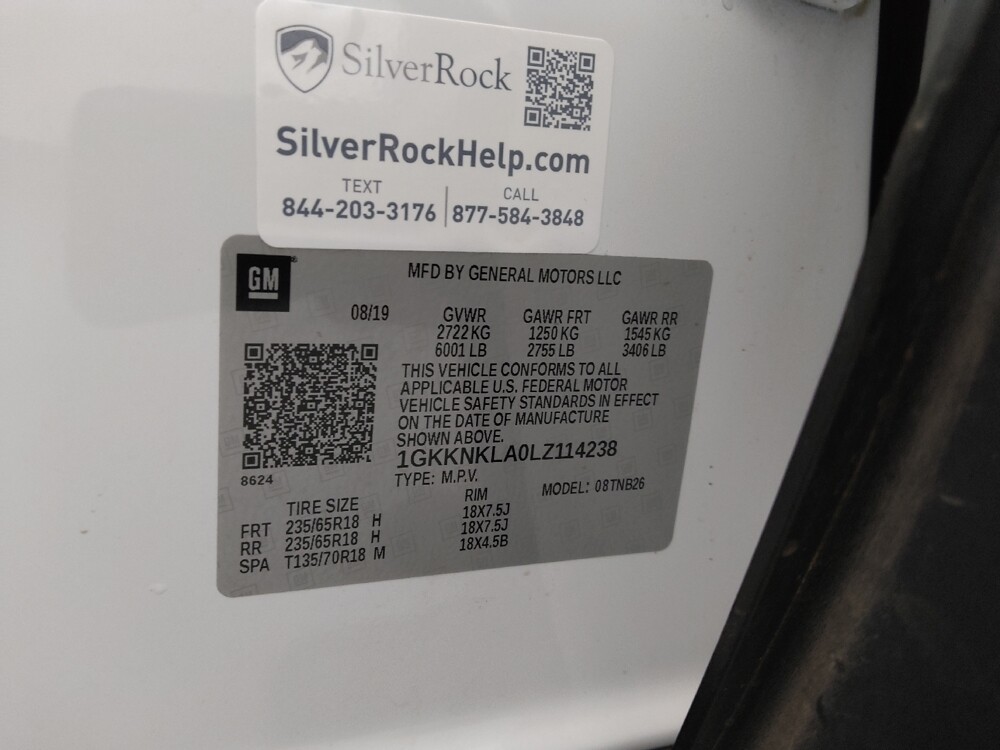 SilverRock
SilverRockHelp.com
TEXT
844-203-3176
CALL
877-584-3848
GM
MFD BY GENERAL MOTORS LLC
08/19
GVWR GAWR FRT GAWR RR
2722 KG 1250 KG 1545 KG
6001 LB 2755 LB 3406 LB
THIS VEHICLE CONFORMS TO ALL
APPLICABLE U.S. FEDERAL MOTOR
VEHICLE SAFETY STANDARDS IN EFFECT
ON THE DATE OF MANUFACTURE
SHOWN ABOVE.
1GKKNKLA0LZ114238
8624
TYPE: M.P.V. MODEL: 08TNB26
TIRE SIZE RIM
FRT 235/65R18 H 18X7.5J
RR 235/65R18 H 18X7.5J
SPA T135/70R18 M 18X4.5B